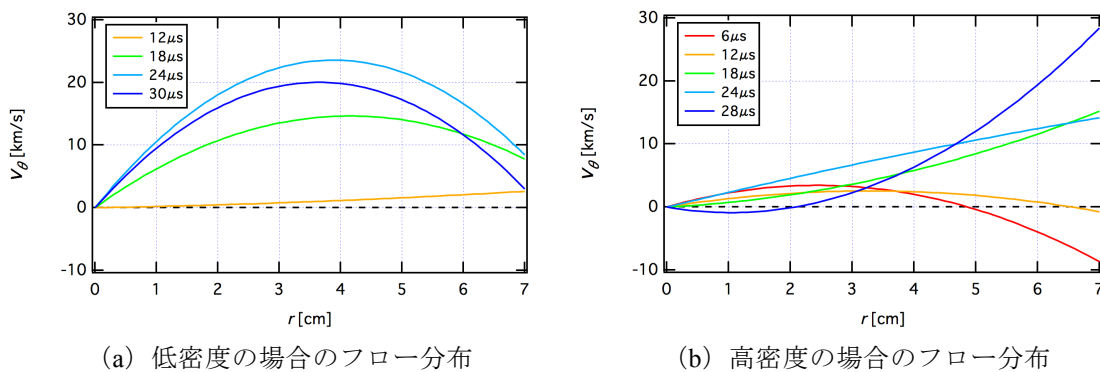 30
20
10
0
-10
Vθ [km/s]
12μs
18μs
24μs
30μs
0 1 2 3 4 5 6 7
r [cm]
(a) 低密度の場合のフロー分布
30
20
10
0
-10
Vθ [km/s]
6μs
12μs
18μs
24μs
28μs
0 1 2 3 4 5 6 7
r [cm]
(b) 高密度の場合のフロー分布